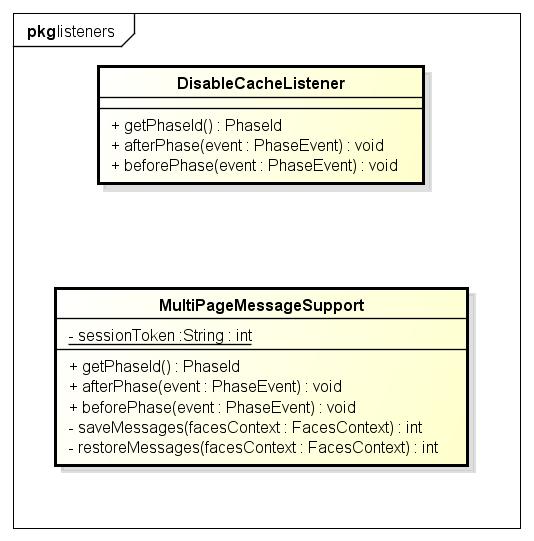 pkg listeners
DisableCacheListener
+ getPhaseId() : PhaseId
+ afterPhase(event : PhaseEvent) : void
+ beforePhase(event : PhaseEvent) : void
MultiPageMessageSupport
- sessionToken :String : int
+ getPhaseId() : PhaseId
+ afterPhase(event : PhaseEvent) : void
+ beforePhase(event : PhaseEvent) : void
- saveMessages(facesContext : FacesContext) : int
- restoreMessages(facesContext : FacesContext) : int